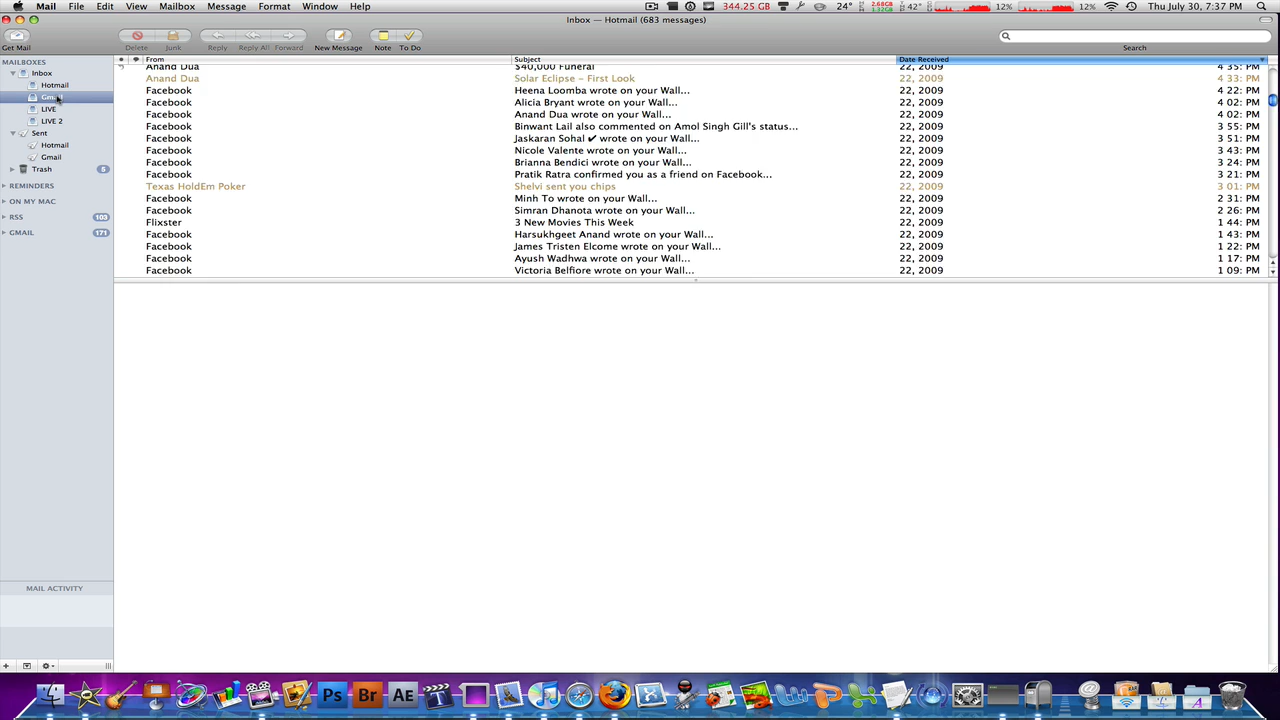 Mail File Edit View Mailbox Message Format Window Help 344.25 GB 2.68GB 1.32GB 24° 42° 12% 12% Thu July 30, 7:37 PM
Inbox — Hotmail (683 messages)
Get Mail Delete Junk Reply Reply All Forward New Message Note To Do Search
MAILBOXES
Inbox
Hotmail
LIVE
LIVE 2
Sent
Hotmail
Gmail
Trash 5
REMINDERS
ON MY MAC
RSS 103
GMAIL 171
MAIL ACTIVITY
From Subject Date Received
Anand Dua $40,000 Funeral 22, 2009 4 35: PM
Anand Dua Solar Eclipse – First Look 22, 2009 4 33: PM
Facebook Heena Loomba wrote on your Wall... 22, 2009 4 22: PM
Facebook Alicia Bryant wrote on your Wall... 22, 2009 4 02: PM
Facebook Anand Dua wrote on your Wall... 22, 2009 4 02: PM
Facebook Binwant Lail also commented on Amol Singh Gill's status... 22, 2009 3 55: PM
Facebook Jaskaran Sohal ✔ wrote on your Wall... 22, 2009 3 51: PM
Facebook Nicole Valente wrote on your Wall... 22, 2009 3 43: PM
Facebook Brianna Bendici wrote on your Wall... 22, 2009 3 24: PM
Facebook Pratik Ratra confirmed you as a friend on Facebook... 22, 2009 3 21: PM
Texas HoldEm Poker Shelvi sent you chips 22, 2009 3 01: PM
Facebook Minh To wrote on your Wall... 22, 2009 2 31: PM
Facebook Simran Dhanota wrote on your Wall... 22, 2009 2 26: PM
Flixster 3 New Movies This Week 22, 2009 1 44: PM
Facebook Harsukhgeet Anand wrote on your Wall... 22, 2009 1 43: PM
Facebook James Tristen Elcome wrote on your Wall... 22, 2009 1 22: PM
Facebook Ayush Wadhwa wrote on your Wall... 22, 2009 1 17: PM
Facebook Victoria Belfiore wrote on your Wall... 22, 2009 1 09: PM
Ps Br AE T